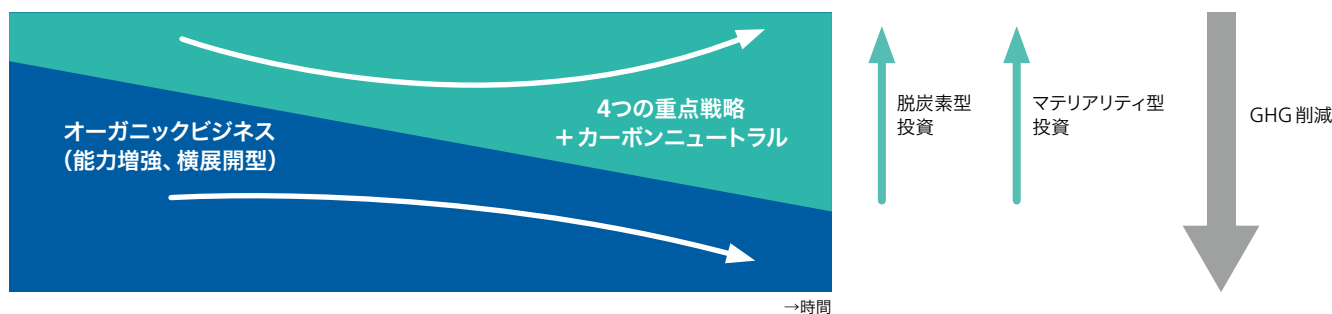 オーガニックビジネス
（能力増強、横展開型）
4つの重点戦略
＋カーボンニュートラル
→時間
脱炭素型
投資
マテリアリティ型
投資
GHG 削減